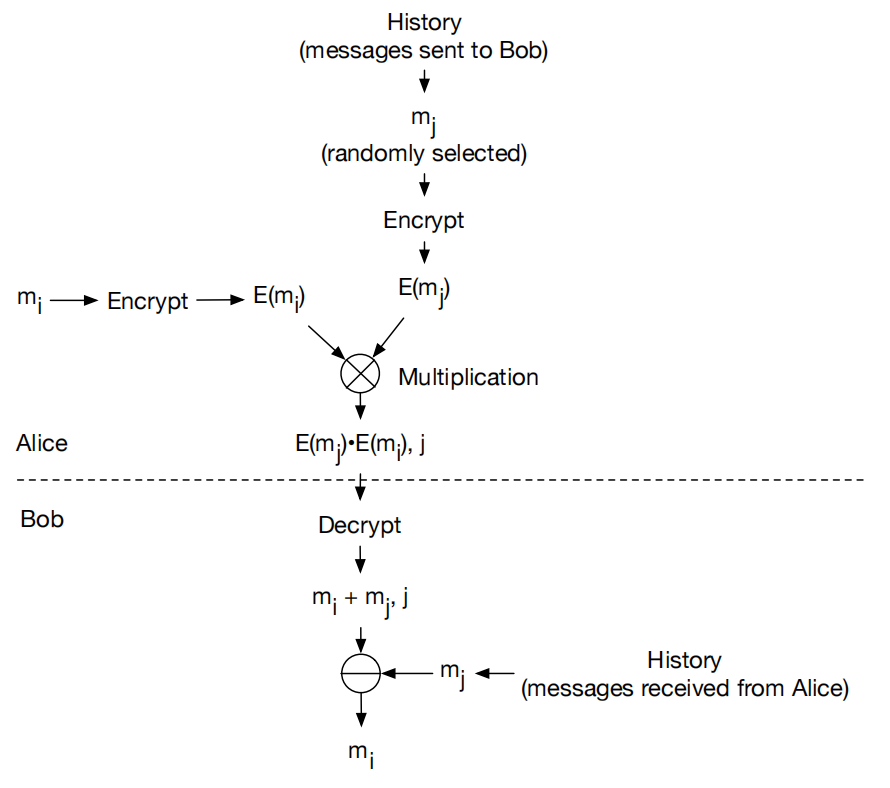 History
(messages sent to Bob)
mj
(randomly selected)
Encrypt
mi Encrypt E(mi) E(mj)
Multiplication
Alice E(mj)•E(mi), j
Bob
Decrypt
mi + mj, j
mj History
(messages received from Alice)
mi